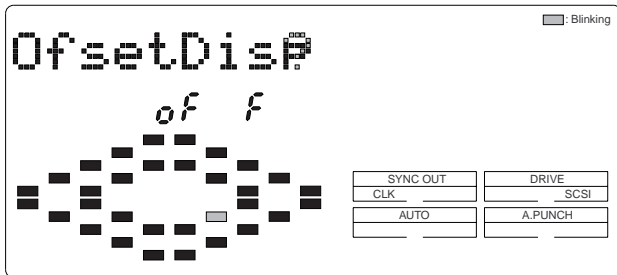 : Blinking
OfsetDisP
oF F
SYNC OUT DRIVE
CLK SCSI
AUTO A.PUNCH